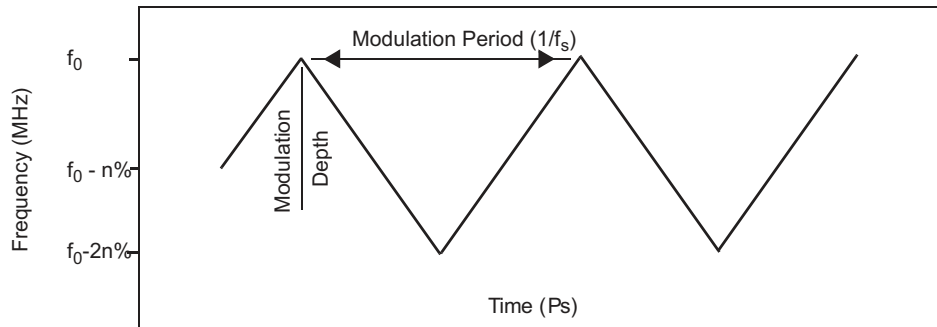 Modulation Period (1/fs)
f0
Modulation
Depth
Frequency (MHz)
f0 - n%
f0-2n%
Time (Ps)